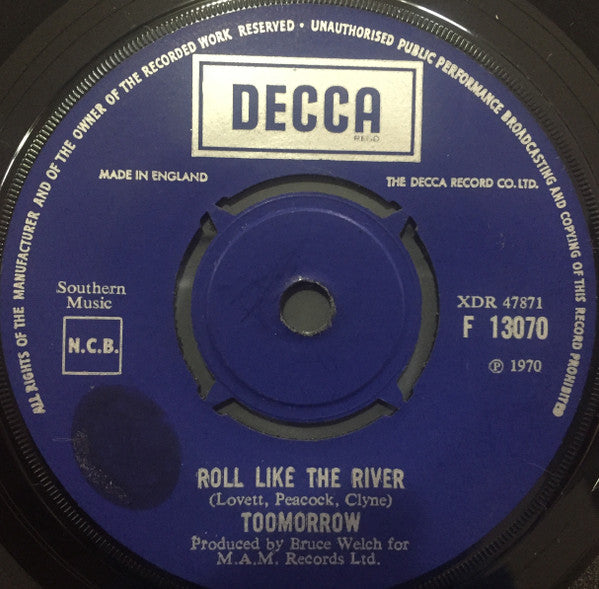 ALL RIGHTS OF THE MANUFACTURER AND OF THE OWNER OF THE RECORDED WORK RESERVED · UNAUTHORISED PUBLIC PERFORMANCE BROADCASTING AND COPYING OF THIS RECORD PROHIBITED
DECCA
REGD
MADE IN ENGLAND
THE DECCA RECORD CO. LTD.
Southern
Music
N.C.B.
XDR 47871
F 13070
℗ 1970
ROLL LIKE THE RIVER
(Lovett, Peacock, Clyne)
TOOMORROW
Produced by Bruce Welch for
M.A.M. Records Ltd.